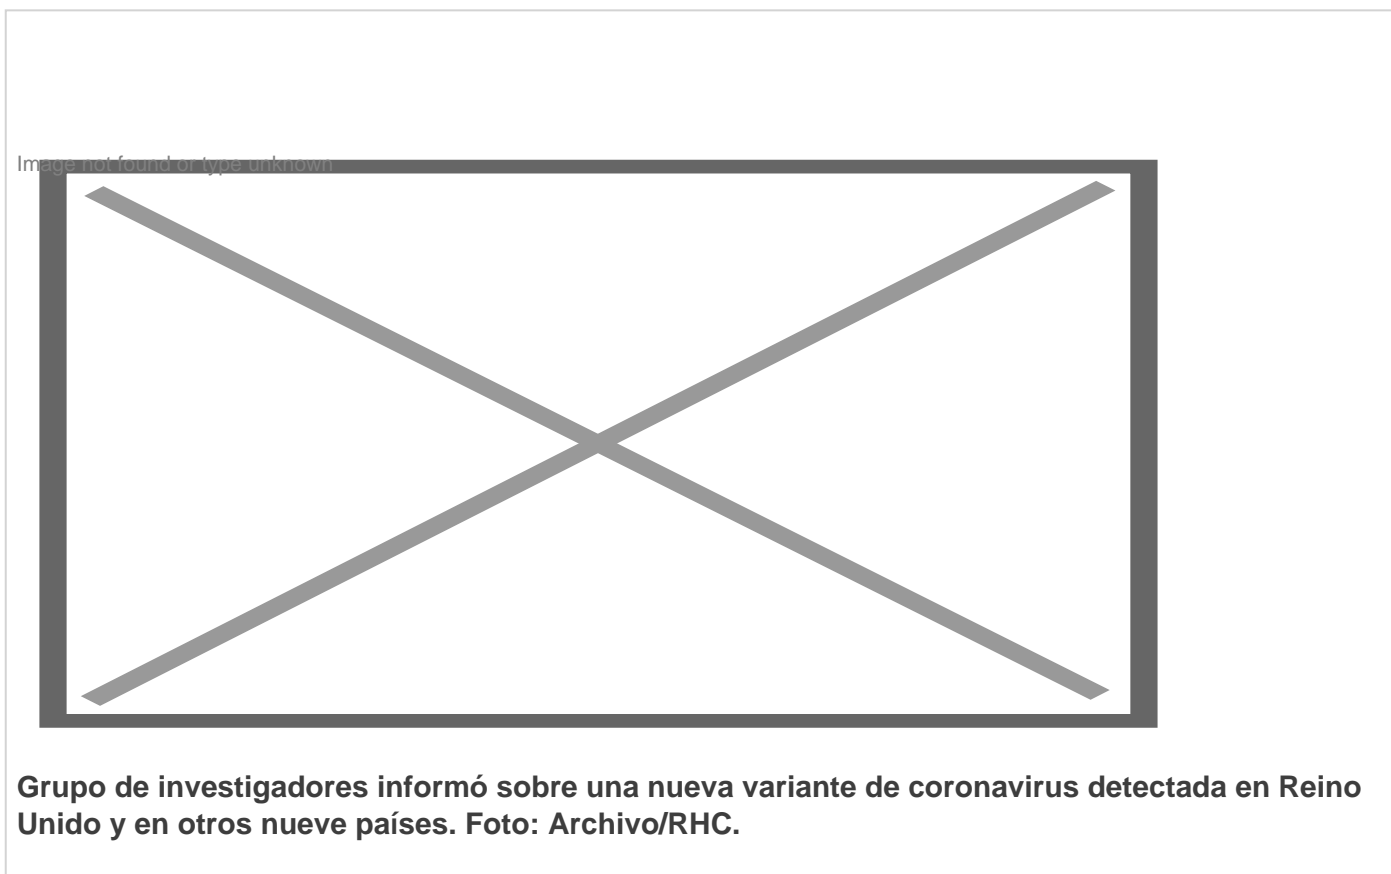 Image not found or type unknown
Grupo de investigadores informó sobre una nueva variante de coronavirus detectada en Reino
Unido y en otros nueve países. Foto: Archivo/RHC.